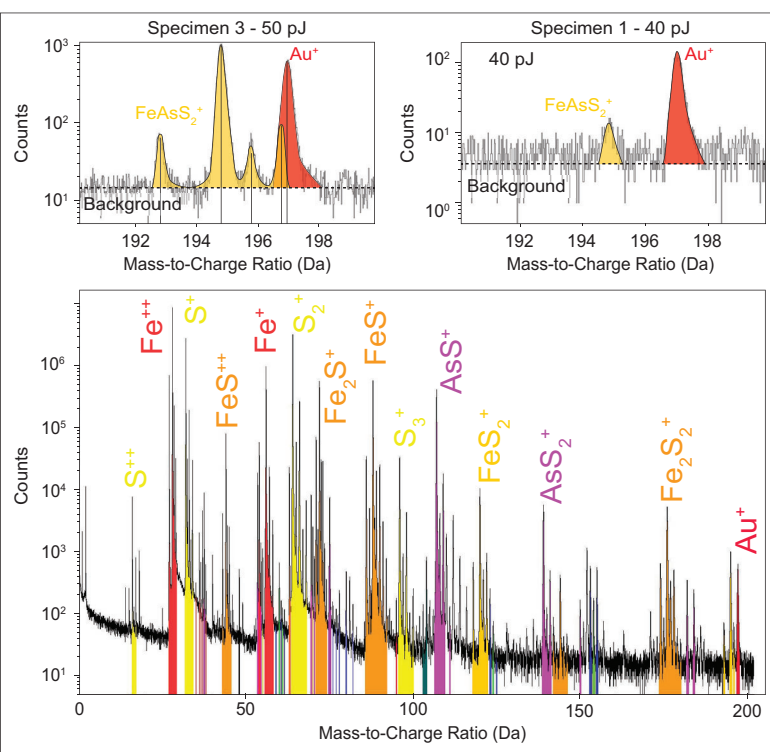 Specimen 3 - 50 pJ
10³
10²
10¹
Counts
FeAsS₂⁺
Au⁺
Background
192 194 196 198
Mass-to-Charge Ratio (Da)
Specimen 1 - 40 pJ
40 pJ
10²
10¹
10⁰
Counts
FeAsS₂⁺
Au⁺
Background
192 194 196 198
Mass-to-Charge Ratio (Da)
10⁶
10⁵
10⁴
10³
10²
10¹
Counts
S⁺⁺
Fe⁺⁺
S⁺
FeS⁺⁺
Fe⁺
S₂⁺
Fe₂S⁺
FeS⁺
S₃⁺
AsS⁺
FeS₂⁺
AsS₂⁺
Fe₂S₂⁺
Au⁺
0 50 100 150 200
Mass-to-Charge Ratio (Da)